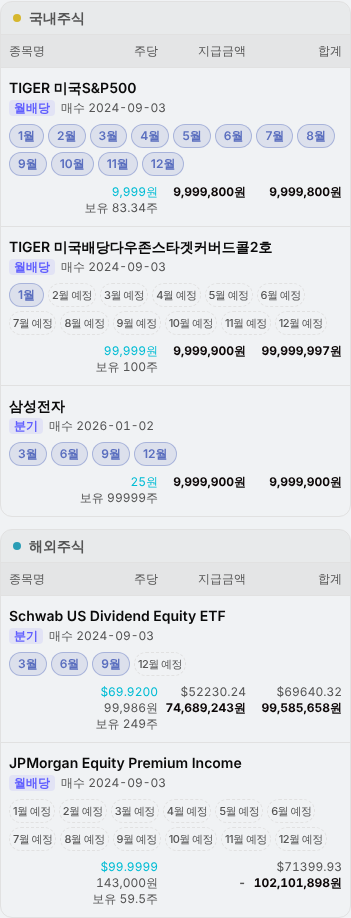 국내주식
종목명 주당 지급금액 합계
TIGER 미국S&P500
월배당 매수 2024-09-03
1월 2월 3월 4월 5월 6월 7월 8월
9월 10월 11월 12월
9,999원 9,999,800원 9,999,800원
보유 83.34주
TIGER 미국배당다우존스타겟커버드콜2호
월배당 매수 2024-09-03
1월 2월 예정 3월 예정 4월 예정 5월 예정 6월 예정
7월 예정 8월 예정 9월 예정 10월 예정 11월 예정 12월 예정
99,999원 9,999,900원 99,999,997원
보유 100주
삼성전자
분기 매수 2026-01-02
3월 6월 9월 12월
25원 9,999,900원 9,999,900원
보유 99999주
해외주식
종목명 주당 지급금액 합계
Schwab US Dividend Equity ETF
분기 매수 2024-09-03
3월 6월 9월 12월 예정
$69.9200 $52230.24 $69640.32
99,986원 74,689,243원 99,585,658원
보유 249주
JPMorgan Equity Premium Income
월배당 매수 2024-09-03
1월 예정 2월 예정 3월 예정 4월 예정 5월 예정 6월 예정
7월 예정 8월 예정 9월 예정 10월 예정 11월 예정 12월 예정
$99.9999 $71399.93
143,000원 - 102,101,898원
보유 59.5주